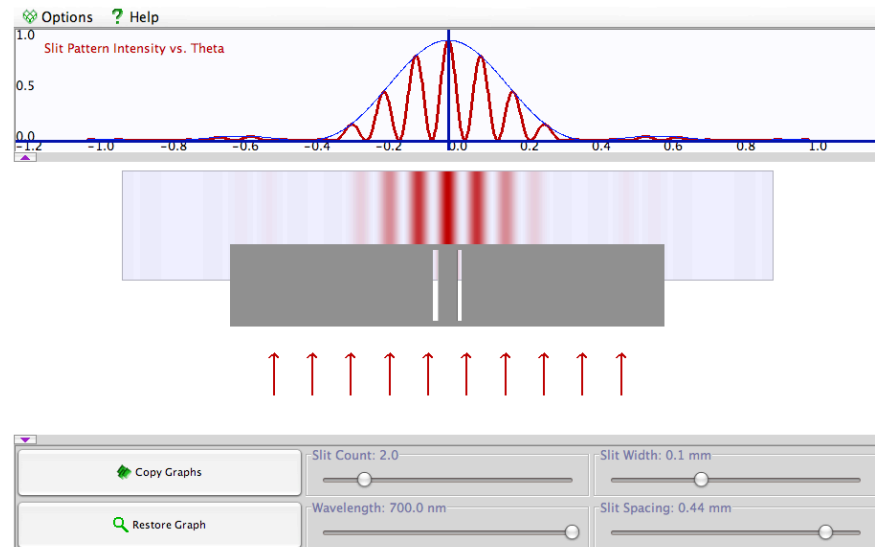 Options ? Help
1.0
Slit Pattern Intensity vs. Theta
0.5
0.0
-1.2 -1.0 -0.8 -0.6 -0.4 -0.2 0.0 0.2 0.4 0.6 0.8 1.0
Slit Count: 2.0 Slit Width: 0.1 mm
Copy Graphs
Wavelength: 700.0 nm Slit Spacing: 0.44 mm
Restore Graph